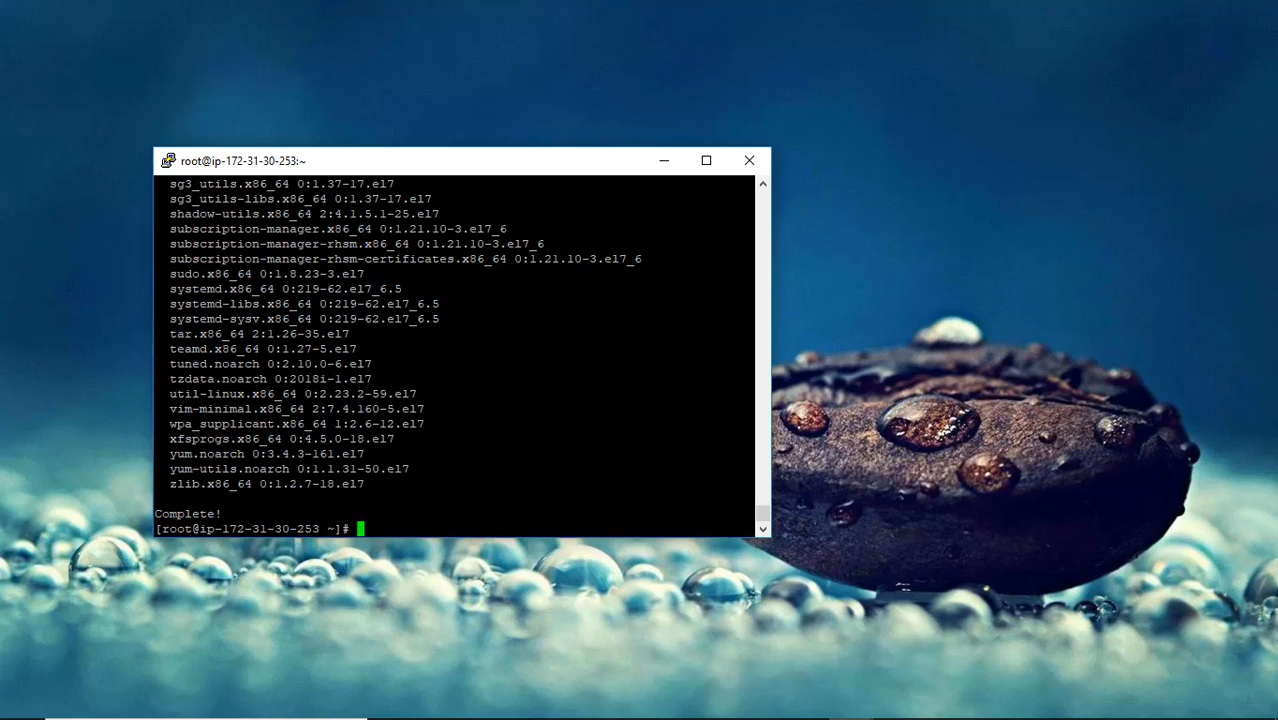 root@ip-172-31-30-253:~
sg3_utils.x86_64 0:1.37-17.el7
sg3_utils-libs.x86_64 0:1.37-17.el7
shadow-utils.x86_64 2:4.1.5.1-25.el7
subscription-manager.x86_64 0:1.21.10-3.el7_6
subscription-manager-rhsm.x86_64 0:1.21.10-3.el7_6
subscription-manager-rhsm-certificates.x86_64 0:1.21.10-3.el7_6
sudo.x86_64 0:1.8.23-3.el7
systemd.x86_64 0:219-62.el7_6.5
systemd-libs.x86_64 0:219-62.el7_6.5
systemd-sysv.x86_64 0:219-62.el7_6.5
tar.x86_64 2:1.26-35.el7
teamd.x86_64 0:1.27-5.el7
tuned.noarch 0:2.10.0-6.el7
tzdata.noarch 0:2018i-1.el7
util-linux.x86_64 0:2.23.2-59.el7
vim-minimal.x86_64 2:7.4.160-5.el7
wpa_supplicant.x86_64 1:2.6-12.el7
xfsprogs.x86_64 0:4.5.0-18.el7
yum.noarch 0:3.4.3-161.el7
yum-utils.noarch 0:1.1.31-50.el7
zlib.x86_64 0:1.2.7-18.el7
Complete!
[root@ip-172-31-30-253 ~]#